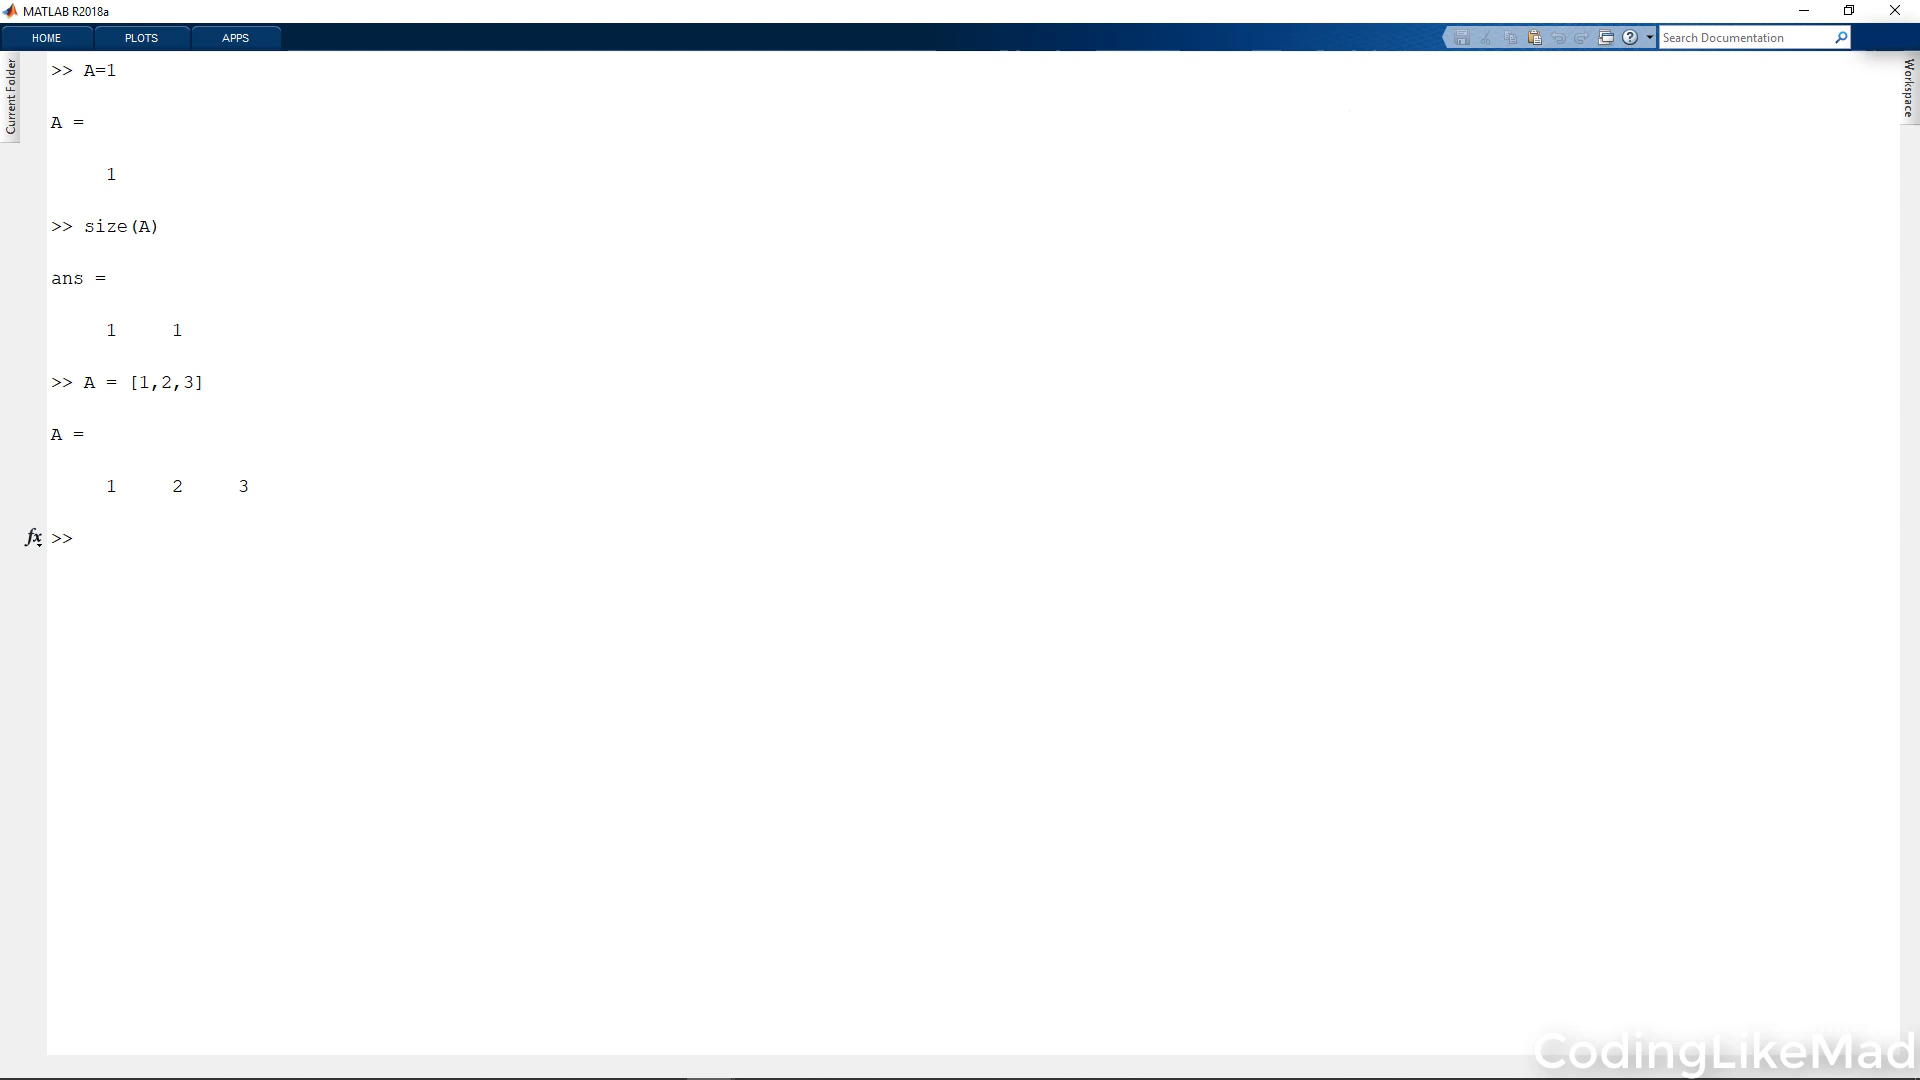 MATLAB R2018a
HOME PLOTS APPS
Search Documentation
Current Folder
Workspace
>> A=1
A =
1
>> size(A)
ans =
1 1
>> A = [1,2,3]
A =
1 2 3
fx >>
CodingLikeMad